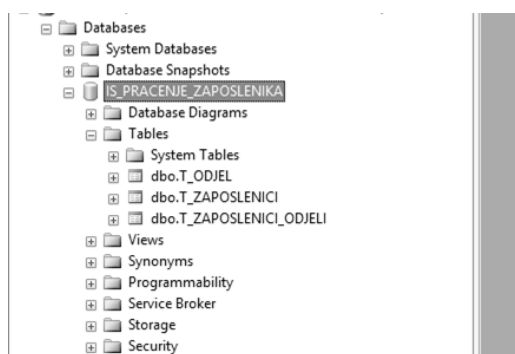 Databases
System Databases
Database Snapshots
IS_PRACENJE_ZAPOSLENIKA
Database Diagrams
Tables
System Tables
dbo.T_ODJEL
dbo.T_ZAPOSLENICI
dbo.T_ZAPOSLENICI_ODJELI
Views
Synonyms
Programmability
Service Broker
Storage
Security